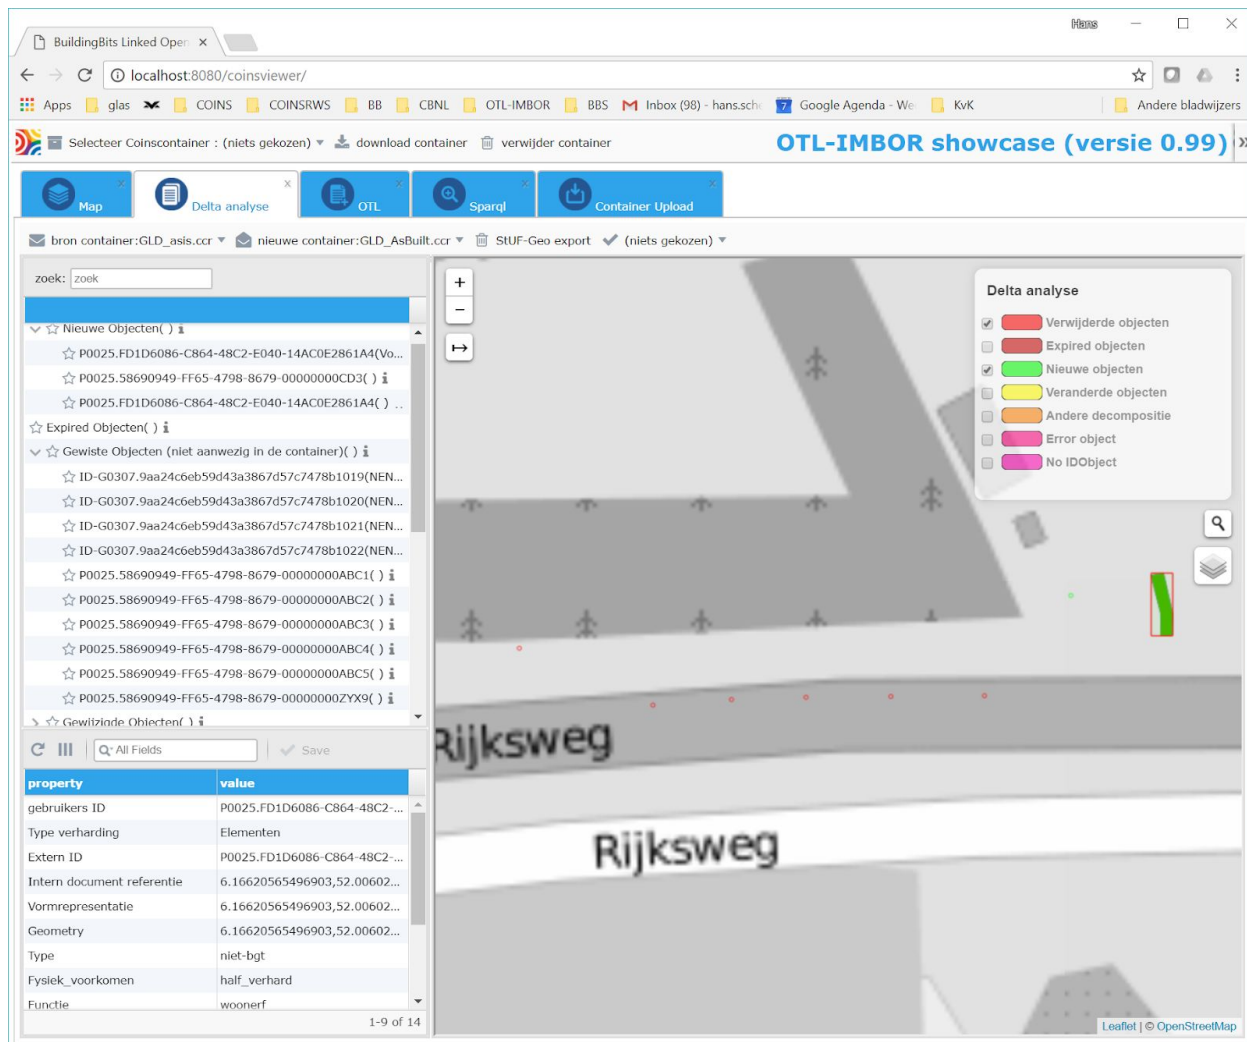 Hans
BuildingBits Linked Open
localhost:8080/coinsviewer/
Apps glas COINS COINSRWS BB CBNL OTL-IMBOR BBS Inbox (98) - hans.sch Google Agenda - We KvK Andere bladwijzers
Selecteer Coinscontainer : (niets gekozen) download container verwijder container OTL-IMBOR showcase (versie 0.99)
Map Delta analyse OTL Sparql Container Upload
bron container:GLD_asis.ccr nieuwe container:GLD_AsBuilt.ccr StUF-Geo export (niets gekozen)
zoek: zoek
Nieuwe Objecten( )
P0025.FD1D6086-C864-48C2-E040-14AC0E2861A4(Vo...
P0025.58690949-FF65-4798-8679-00000000CD3( )
P0025.FD1D6086-C864-48C2-E040-14AC0E2861A4( ) ..
Expired Objecten( )
Gewiste Objecten (niet aanwezig in de container)( )
ID-G0307.9aa24c6eb59d43a3867d57c7478b1019(NEN...
ID-G0307.9aa24c6eb59d43a3867d57c7478b1020(NEN...
ID-G0307.9aa24c6eb59d43a3867d57c7478b1021(NEN...
ID-G0307.9aa24c6eb59d43a3867d57c7478b1022(NEN...
P0025.58690949-FF65-4798-8679-00000000ABC1( )
P0025.58690949-FF65-4798-8679-00000000ABC2( )
P0025.58690949-FF65-4798-8679-00000000ABC3( )
P0025.58690949-FF65-4798-8679-00000000ABC4( )
P0025.58690949-FF65-4798-8679-00000000ABC5( )
P0025.58690949-FF65-4798-8679-00000000ZYX9( )
Gewijzigde Objecten( )
All Fields Save
property value
gebruikers ID P0025.FD1D6086-C864-48C2-...
Type verharding Elementen
Extern ID P0025.FD1D6086-C864-48C2-...
Intern document referentie 6.16620565496903,52.00602...
Vormrepresentatie 6.16620565496903,52.00602...
Geometry 6.16620565496903,52.00602...
Type niet-bgt
Fysiek_voorkomen half_verhard
Functie woonerf
1-9 of 14
+
−
Delta analyse
Verwijderde objecten
Expired objecten
Nieuwe objecten
Veranderde objecten
Andere decompositie
Error object
No IDObject
Rijksweg
Rijksweg
Leaflet | © OpenStreetMap